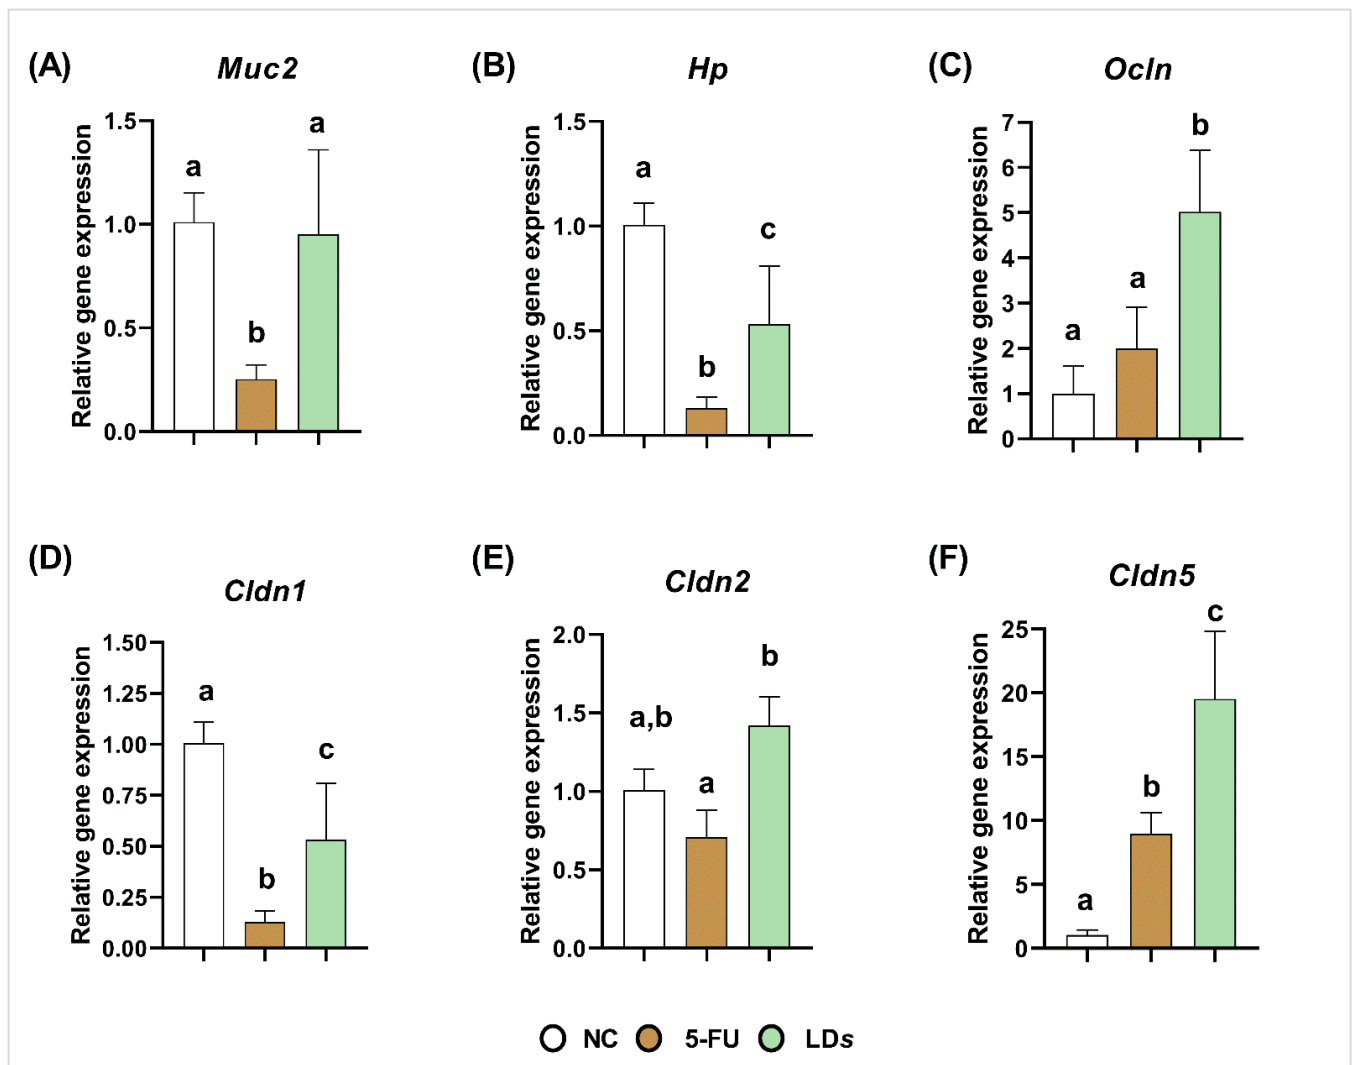 (A) Muc2
Relative gene expression
1.5
1.0
0.5
0.0
a
b
a
(B) Hp
Relative gene expression
1.5
1.0
0.5
0.0
a
b
c
(C) Ocln
Relative gene expression
7
6
5
4
3
2
1
0
a
a
b
(D) Cldn1
Relative gene expression
1.50
1.25
1.00
0.75
0.50
0.25
0.00
a
b
c
(E) Cldn2
Relative gene expression
2.0
1.5
1.0
0.5
0.0
a,b
a
b
(F) Cldn5
Relative gene expression
25
20
15
10
5
0
a
b
c
NC 5-FU LDs